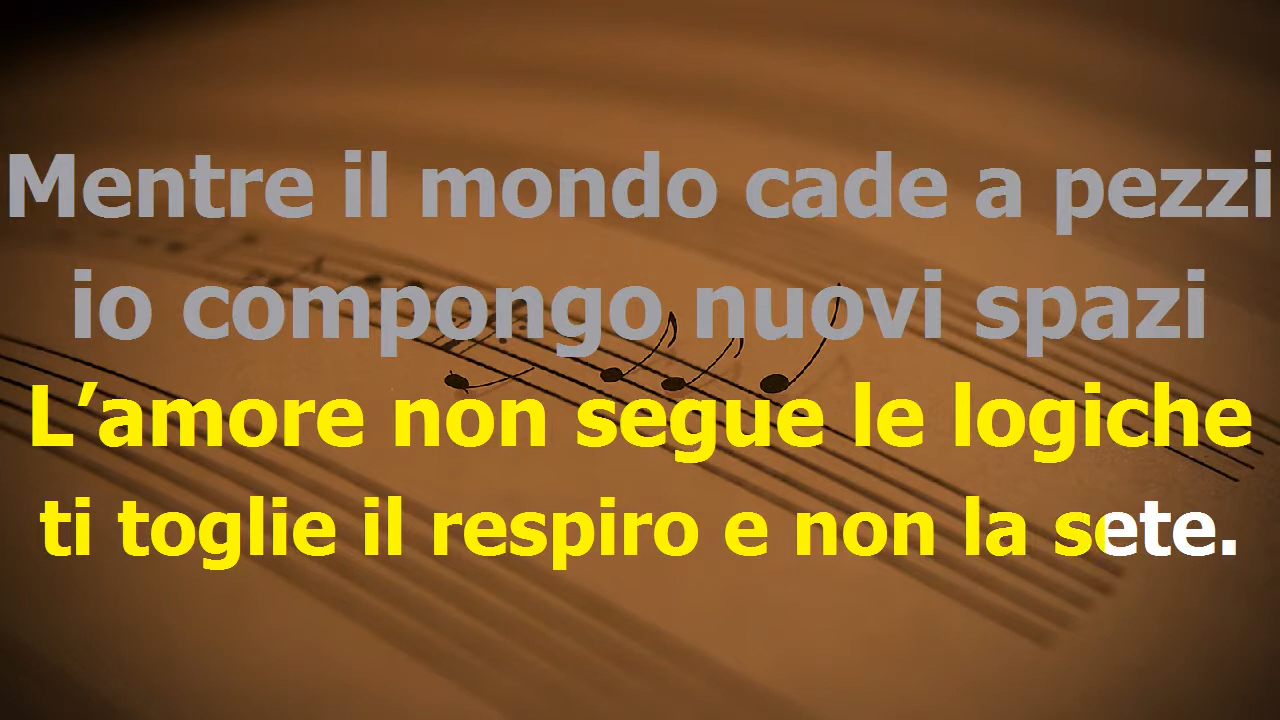 Mentre il mondo cade a pezzi
io compongo nuovi spazi
L’amore non segue le logiche
ti toglie il respiro e non la sete.